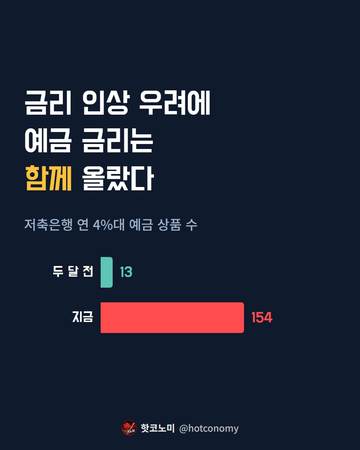 금리 인상 우려에
예금 금리는
함께 올랐다
저축은행 연 4%대 예금 상품 수
두 달 전 13
지금 154
핫코노미 @hotconomy